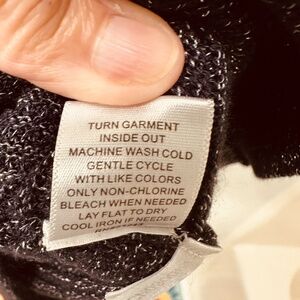 TURN GARMENT
INSIDE OUT
MACHINE WASH COLD
GENTLE CYCLE
WITH LIKE COLORS
ONLY NON-CHLORINE
BLEACH WHEN NEEDED
LAY FLAT TO DRY
COOL IRON IF NEEDED